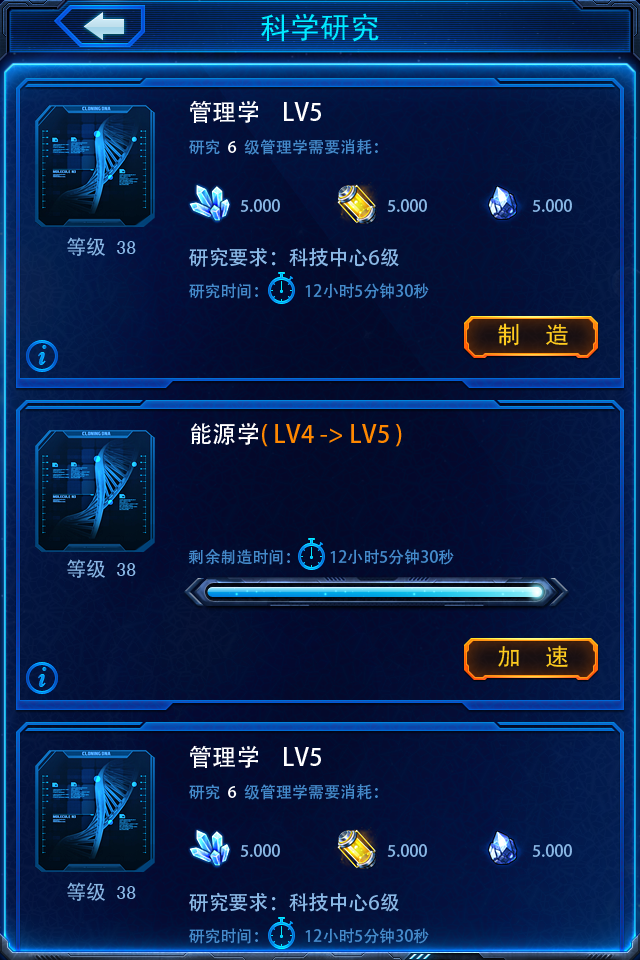 科学研究
CLONING DNA
管理学 LV5
研究 6 级管理学需要消耗：
5.000 5.000 5.000
等级 38
研究要求：科技中心6级
研究时间： 12小时5分钟30秒
制 造
i
CLONING DNA
能源学( LV4 -> LV5 )
剩余制造时间： 12小时5分钟30秒
等级 38
加 速
i
CLONING DNA
管理学 LV5
研究 6 级管理学需要消耗：
5.000 5.000 5.000
等级 38
研究要求：科技中心6级
研究时间： 12小时5分钟30秒